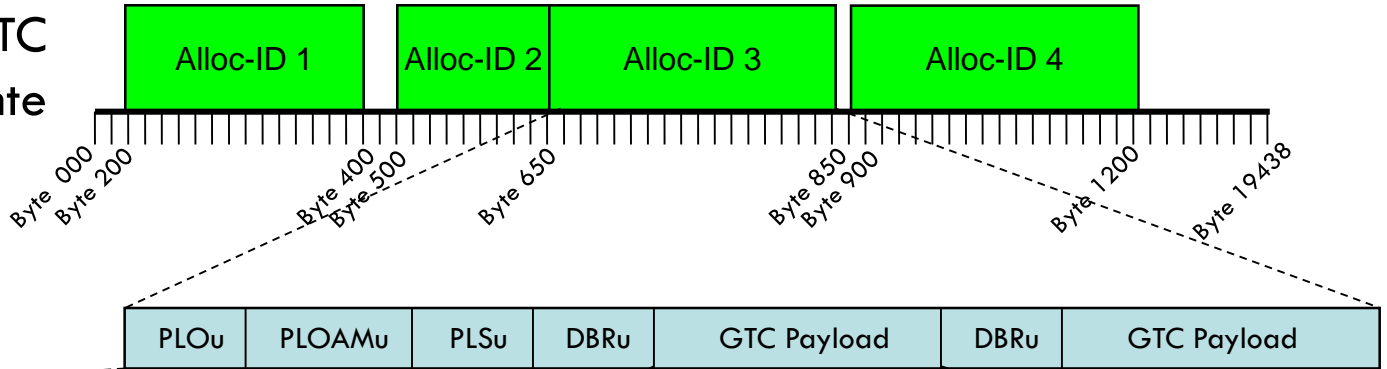 TC
Alloc-ID 1 Alloc-ID 2 Alloc-ID 3 Alloc-ID 4
nte
Byte 000 Byte 200 Byte 400 Byte 500 Byte 650 Byte 850 Byte 900 Byte 1200 Byte 19438
PLOu PLOAMu PLSu DBRu GTC Payload DBRu GTC Payload